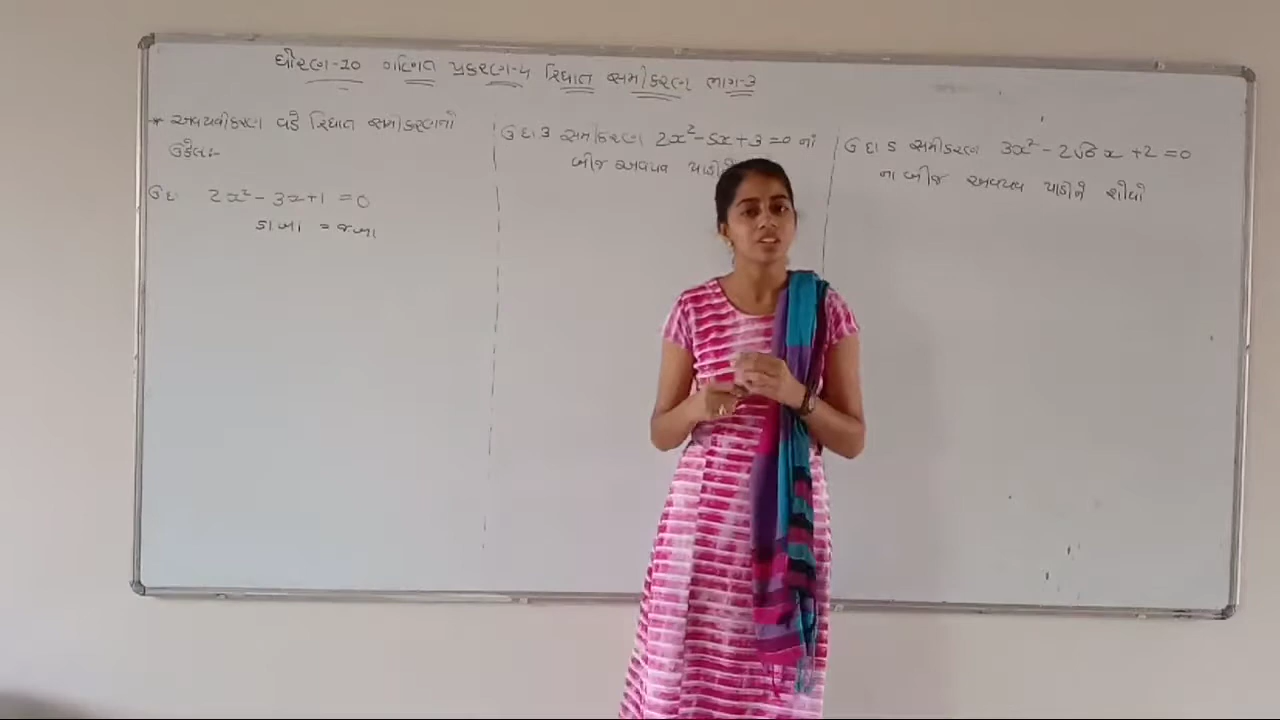 ધોરણ-10 ગણિત પ્રકરણ-4 દ્વિઘાત સમીકરણ ભાગ-3
* અવયવીકરણ વડે દ્વિઘાત સમીકરણનો
ઉકેલ:-
ઉદા 2x² - 3x + 1 = 0
ડા.બા = જ.બા
ઉદા 3 સમીકરણ 2x² - 5x + 3 = 0 નાં
બીજ અવયવ પાડીને
ઉદા 5 સમીકરણ 3x² - 2√6 x + 2 = 0
ના બીજ અવયવ પાડીને શોધો